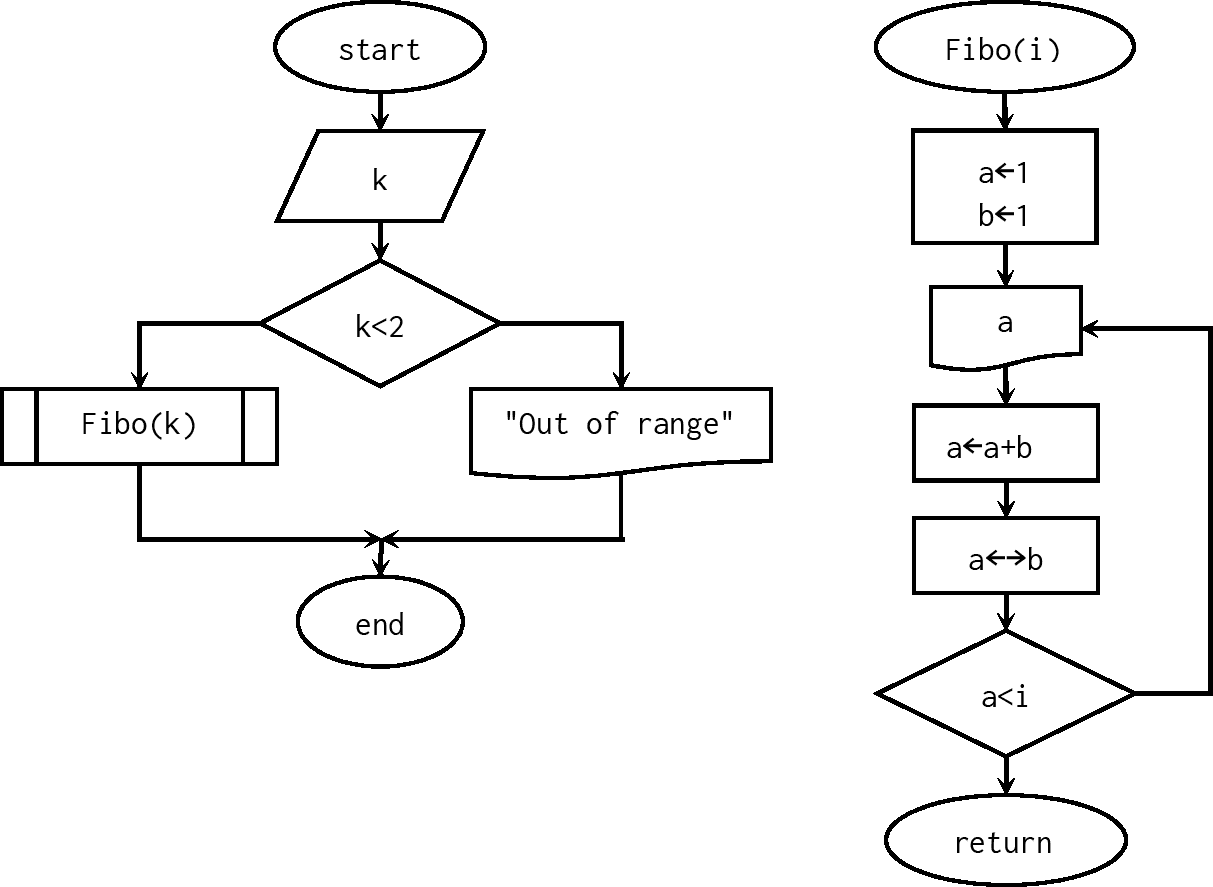 start
k
k<2
Fibo(k)
"Out of range"
end
Fibo(i)
a←1
b←1
a
a←a+b
a←→b
a<i
return